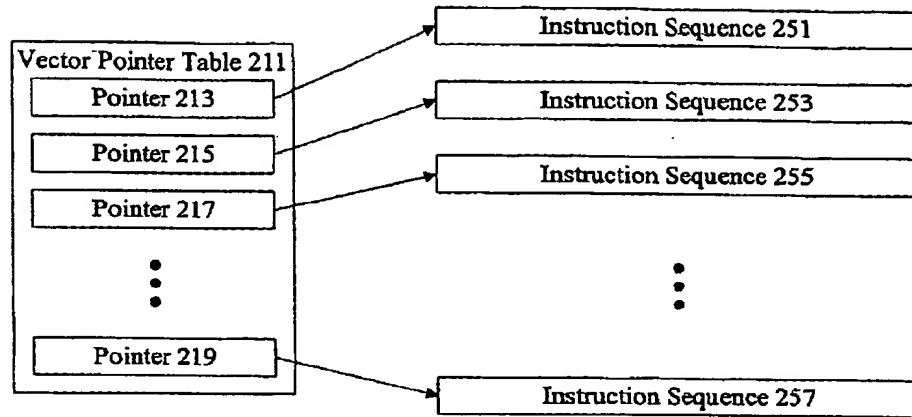 Instruction Sequence 251
Vector Pointer Table 211
Pointer 213
Instruction Sequence 253
Pointer 215
Instruction Sequence 255
Pointer 217
Pointer 219
Instruction Sequence 257